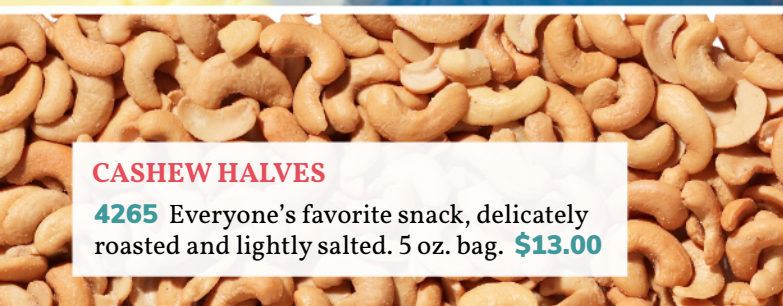 CASHEW HALVES
4265 Everyone’s favorite snack, delicately
roasted and lightly salted. 5 oz. bag. $13.00